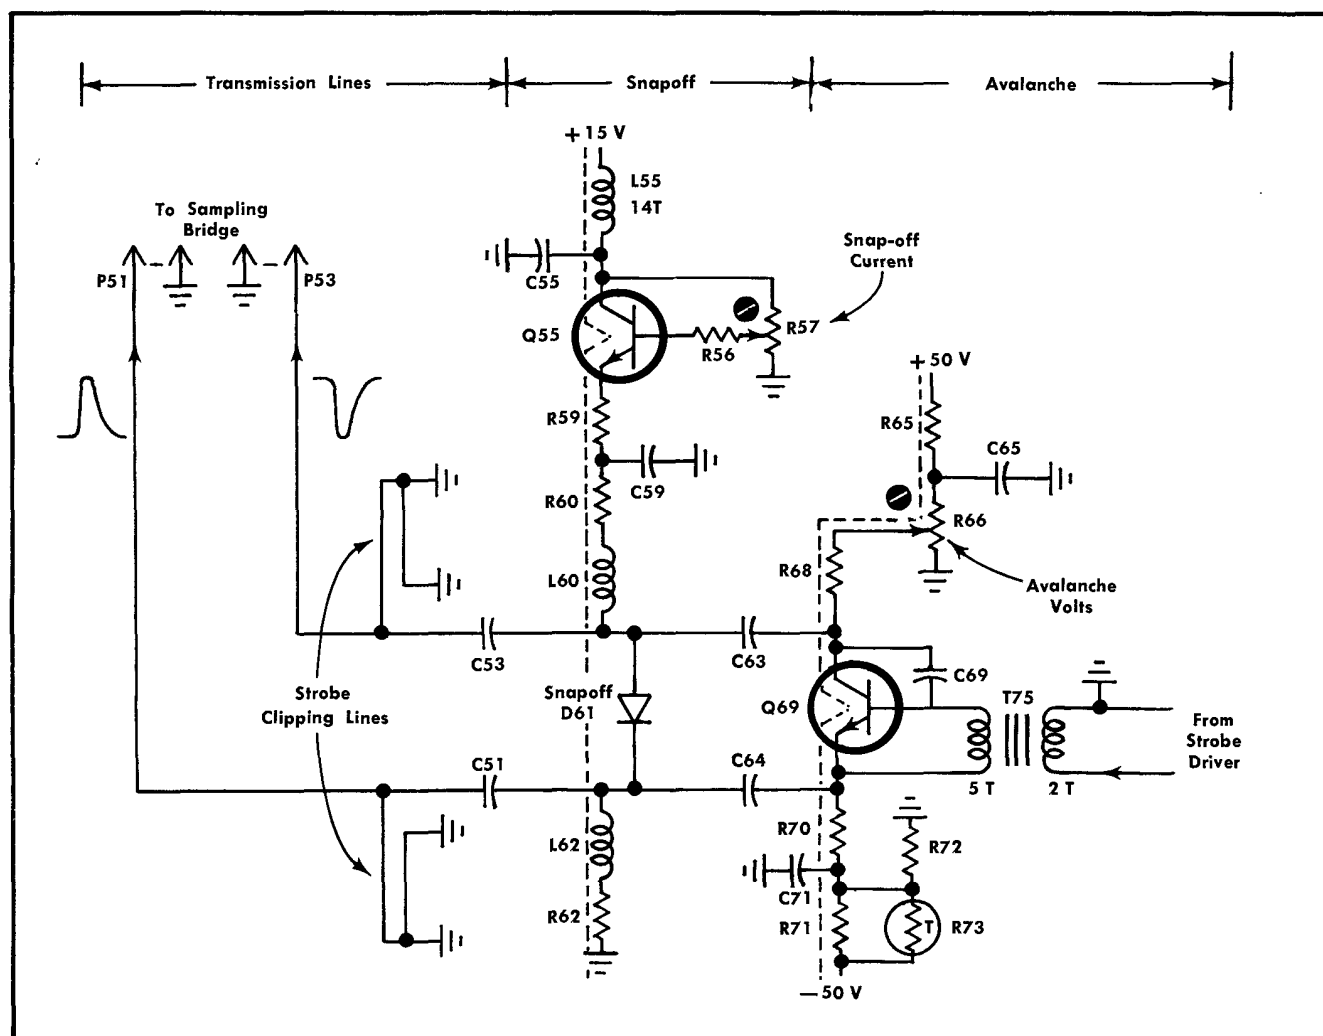 Transmission Lines
Snapoff
Avalanche
+ 15 V
L55
14T
To Sampling
Bridge
P51
P53
C55
Snap-off
Current
Q55
R56
R57
+ 50 V
R59
R65
C65
C59
R60
R66
L60
R68
Avalanche
Volts
C53
C63
C69
Strobe
Clipping Lines
Snapoff
D61
Q69
T75
From
Strobe
Driver
C51
C64
5 T
2 T
L62
R70
R72
C71
R62
R71
T
R73
— 50 V